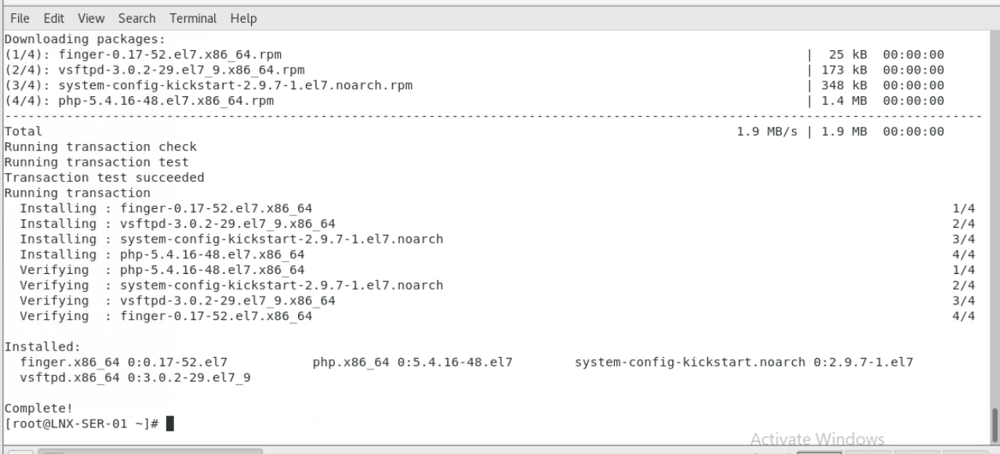 File Edit View Search Terminal Help
Downloading packages:
(1/4): finger-0.17-52.el7.x86_64.rpm | 25 kB 00:00:00
(2/4): vsftpd-3.0.2-29.el7_9.x86_64.rpm | 173 kB 00:00:00
(3/4): system-config-kickstart-2.9.7-1.el7.noarch.rpm | 348 kB 00:00:00
(4/4): php-5.4.16-48.el7.x86_64.rpm | 1.4 MB 00:00:00
--------------------------------------------------------------------------------
Total 1.9 MB/s | 1.9 MB 00:00:00
Running transaction check
Running transaction test
Transaction test succeeded
Running transaction
Installing : finger-0.17-52.el7.x86_64 1/4
Installing : vsftpd-3.0.2-29.el7_9.x86_64 2/4
Installing : system-config-kickstart-2.9.7-1.el7.noarch 3/4
Installing : php-5.4.16-48.el7.x86_64 4/4
Verifying : php-5.4.16-48.el7.x86_64 1/4
Verifying : system-config-kickstart-2.9.7-1.el7.noarch 2/4
Verifying : vsftpd-3.0.2-29.el7_9.x86_64 3/4
Verifying : finger-0.17-52.el7.x86_64 4/4
Installed:
finger.x86_64 0:0.17-52.el7 php.x86_64 0:5.4.16-48.el7 system-config-kickstart.noarch 0:2.9.7-1.el7
vsftpd.x86_64 0:3.0.2-29.el7_9
Complete!
[root@LNX-SER-01 ~]#
Activate Windows